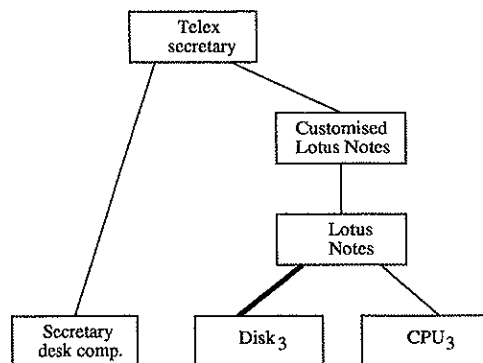 Telex
secretary
Customised
Lotus Notes
Lotus
Notes
Secretary
desk comp.
Disk3
CPU3